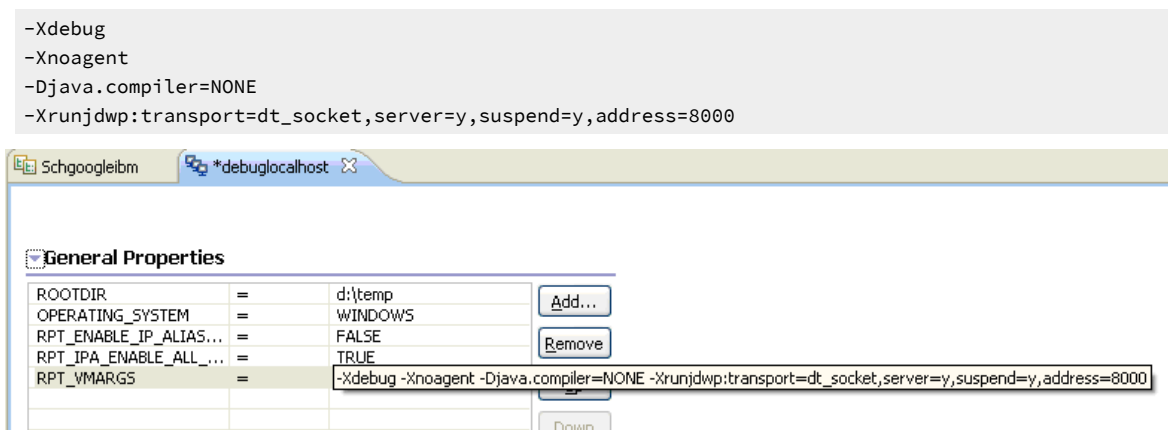 -Xdebug
-Xnoagent
-Djava.compiler=NONE
-Xrunjdwp:transport=dt_socket,server=y,suspend=y,address=8000
Schgoogleibm *debuglocalhost
General Properties
ROOTDIR = d:\temp Add...
OPERATING_SYSTEM = WINDOWS
RPT_ENABLE_IP_ALIAS... = FALSE Remove
RPT_IPA_ENABLE_ALL_... = TRUE
RPT_VMARGS = -Xdebug -Xnoagent -Djava.compiler=NONE -Xrunjdwp:transport=dt_socket,server=y,suspend=y,address=8000
Down